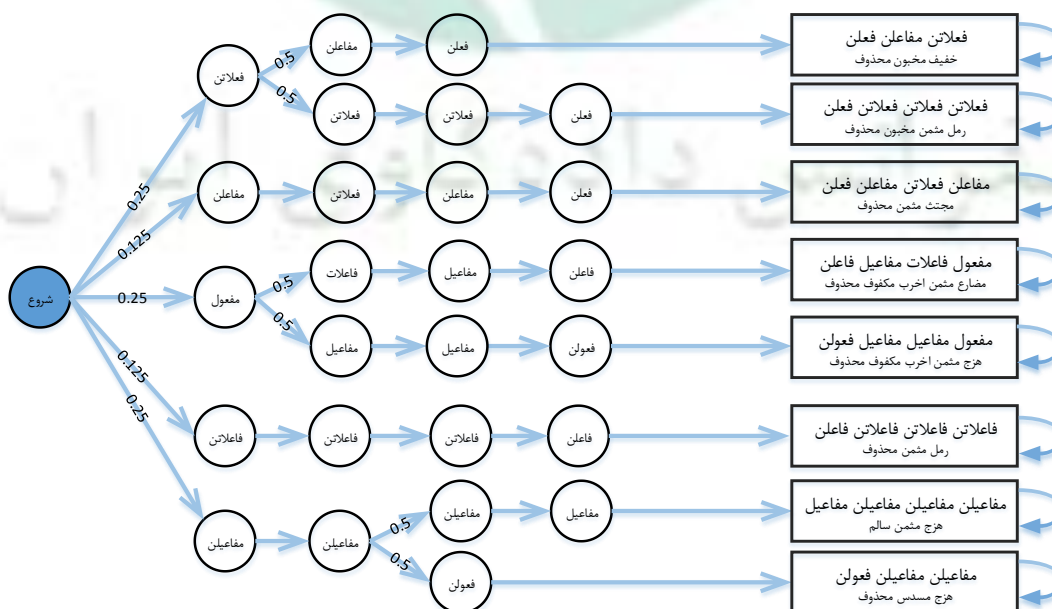 شروع
0.25
0.125
0.25
0.125
0.25
فعلاتن
0.5
مفاعلن
فعلن
0.5
فعلاتن
فعلاتن
فعلن
مفاعلن
فعلاتن
مفاعلن
فعلن
مفعول
0.5
فاعلات
مفاعیل
فاعلن
0.5
مفاعیل
مفاعیل
فعولن
فاعلاتن
فاعلاتن
فاعلاتن
فاعلن
مفاعیلن
مفاعیلن
0.5
مفاعیلن
مفاعیل
0.5
فعولن
فعلاتن مفاعلن فعلن
خفیف مخبون محذوف
فعلاتن فعلاتن فعلاتن فعلن
رمل مثمن مخبون محذوف
مفاعلن فعلاتن مفاعلن فعلن
مجتث مثمن محذوف
مفعول فاعلات مفاعیل فاعلن
مضارع مثمن اخرب مکفوف محذوف
مفعول مفاعیل مفاعیل فعولن
هزج مثمن اخرب مکفوف محذوف
فاعلاتن فاعلاتن فاعلاتن فاعلن
رمل مثمن محذوف
مفاعیلن مفاعیلن مفاعیلن مفاعیل
هزج مثمن سالم
مفاعیلن مفاعیلن فعولن
هزج مسدس محذوف